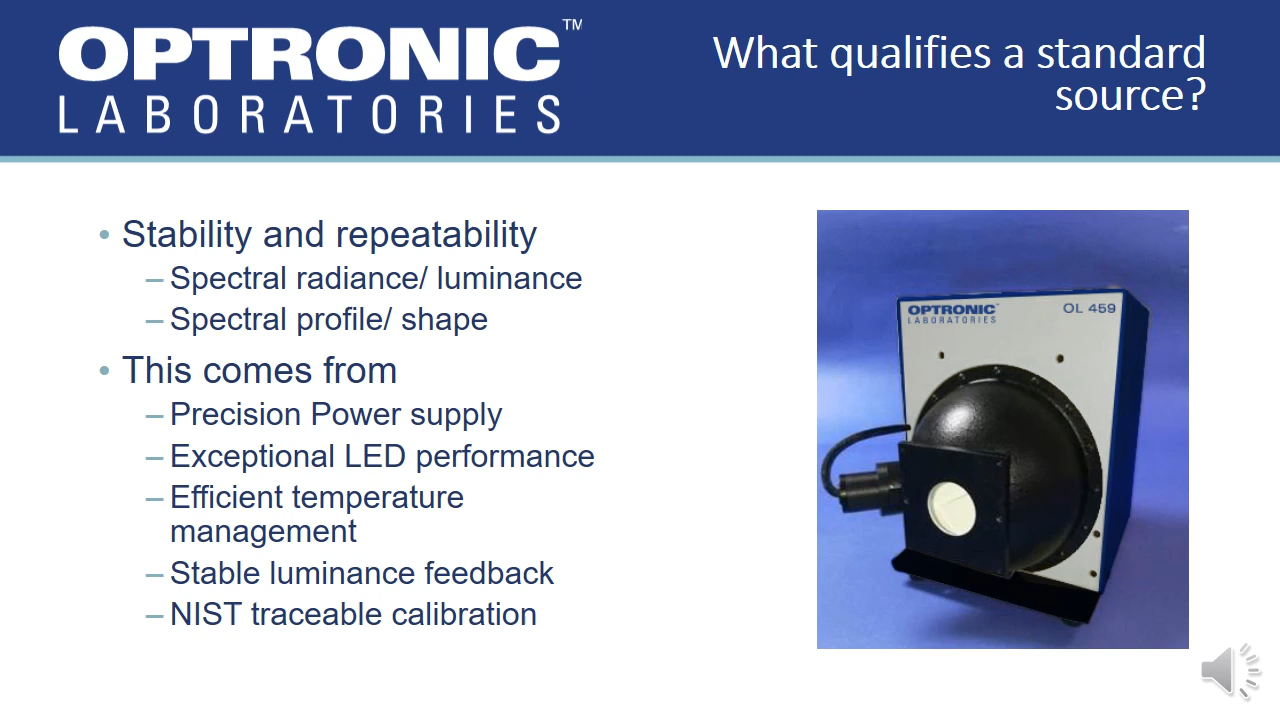 OPTRONIC™
LABORATORIES
What qualifies a standard
source?
• Stability and repeatability
– Spectral radiance/ luminance
– Spectral profile/ shape
• This comes from
– Precision Power supply
– Exceptional LED performance
– Efficient temperature
management
– Stable luminance feedback
– NIST traceable calibration
OPTRONIC™
LABORATORIES
OL 459